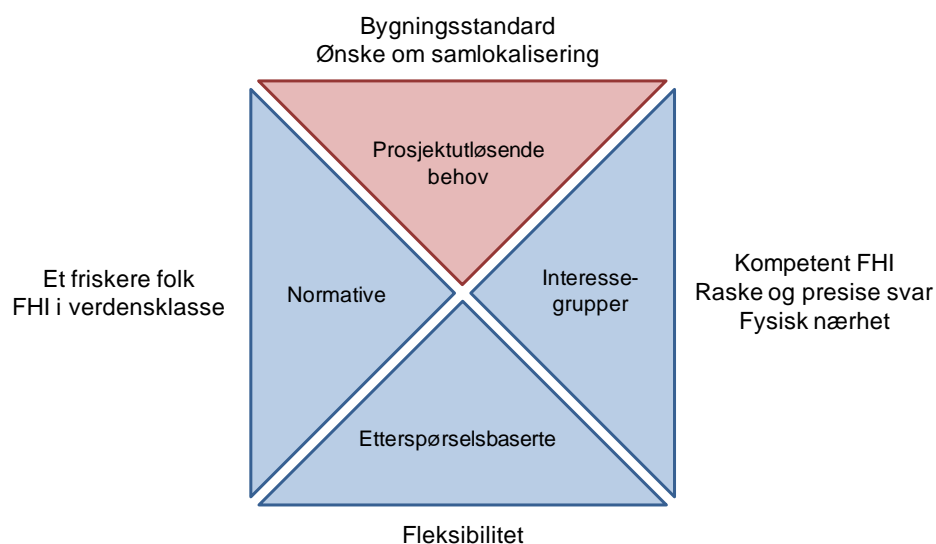 Bygningsstandard
Ønske om samlokalisering
Prosjektutløsende
behov
Et friskere folk
FHI i verdensklasse
Normative
Interesse-
grupper
Kompetent FHI
Raske og presise svar
Fysisk nærhet
Etterspørselsbaserte
Fleksibilitet